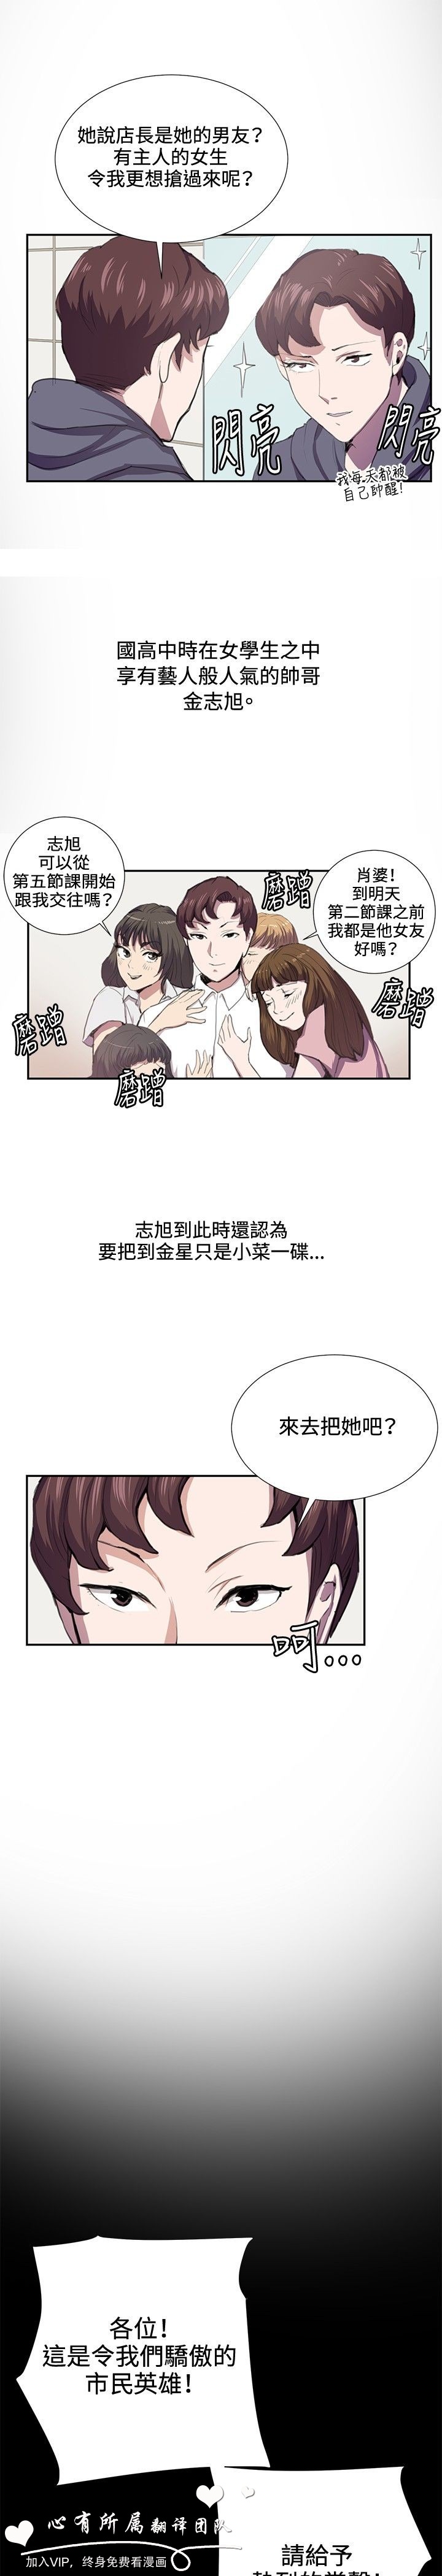 她說店長是她的男友？
有主人的女生
令我更想搶過來呢？
閃亮
閃亮
我每天都被
自己帥醒！
國高中時在女學生之中
享有藝人般人氣的帥哥
金志旭。
志旭
可以從
第五節課開始
跟我交往嗎？
磨蹭
肖婆！
到明天
第二節課之前
我都是他女友
好嗎？
磨蹭
磨蹭
磨蹭
志旭到此時還認為
要把到金星只是小菜一碟...
來去把她吧？
呵...
各位！
這是令我們驕傲的
市民英雄！
心有所属翻译团队
加入VIP，终身免费看漫画
請給予